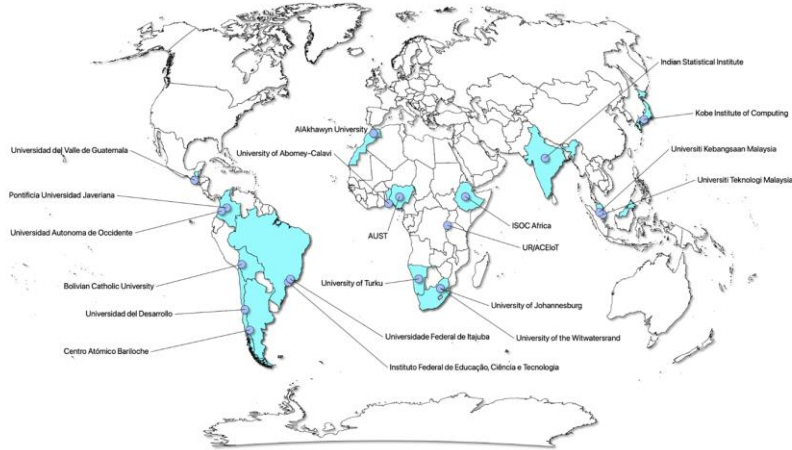 Indian Statistical Institute
Kobe Institute of Computing
AlAkhawyn University
Universidad del Valle de Guatemala
University of Abomey-Calavi
Universiti Kebangsaan Malaysia
Universiti Teknologi Malaysia
Pontificia Universidad Javeriana
ISOC Africa
Universidad Autonoma de Occidente
AUST
UR/ACEIoT
Bolivian Catholic University
University of Turku
University of Johannesburg
Universidad del Desarrollo
Universidade Federal de Itajuba
University of the Witwatersrand
Centro Atómico Bariloche
Instituto Federal de Educação, Ciência e Tecnologia